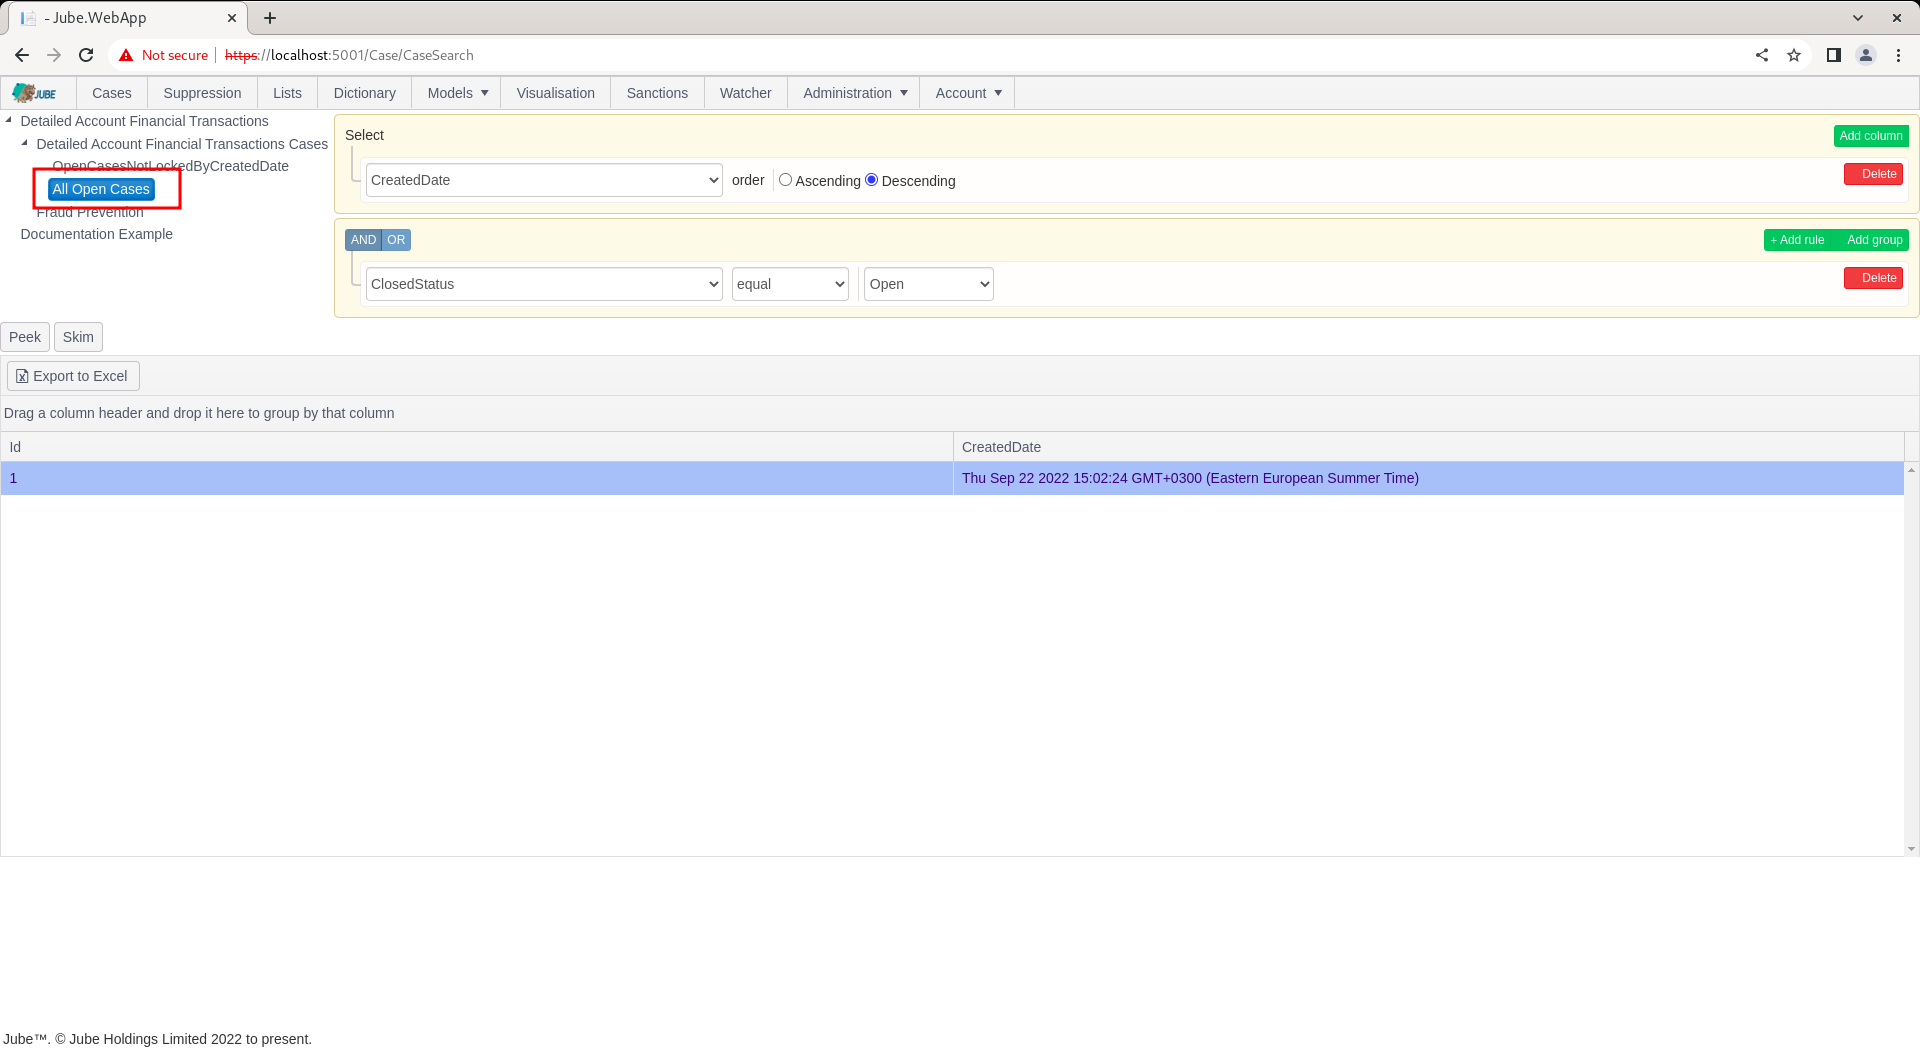 - Jube.WebApp
Not secure https://localhost:5001/Case/CaseSearch
JUBE Cases Suppression Lists Dictionary Models Visualisation Sanctions Watcher Administration Account
Detailed Account Financial Transactions
Detailed Account Financial Transactions Cases
OpenCasesNotLockedByCreatedDate
All Open Cases
Fraud Prevention
Documentation Example
Select Add column
CreatedDate order Ascending Descending Delete
AND OR + Add rule Add group
ClosedStatus equal Open Delete
Peek Skim
Export to Excel
Drag a column header and drop it here to group by that column
Id CreatedDate
1 Thu Sep 22 2022 15:02:24 GMT+0300 (Eastern European Summer Time)
Jube™. © Jube Holdings Limited 2022 to present.